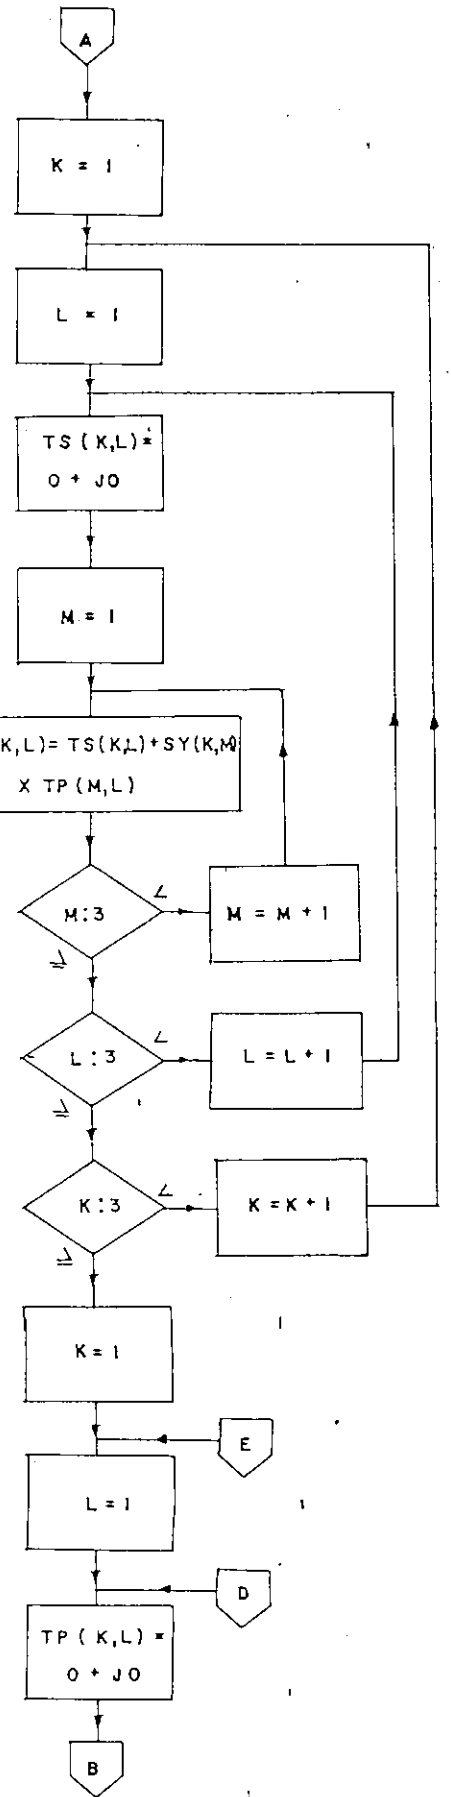 A
K = 1
L = 1
TS ( K,L) =
0 + J0
M = 1
K,L) = TS(K,L) + SY(K,M)
X TP (M,L)
M : 3
<
≥
M = M + 1
L : 3
<
≥
L = L + 1
K : 3
<
≥
K = K + 1
K = 1
E
L = 1
D
TP ( K,L) =
0 + J0
B